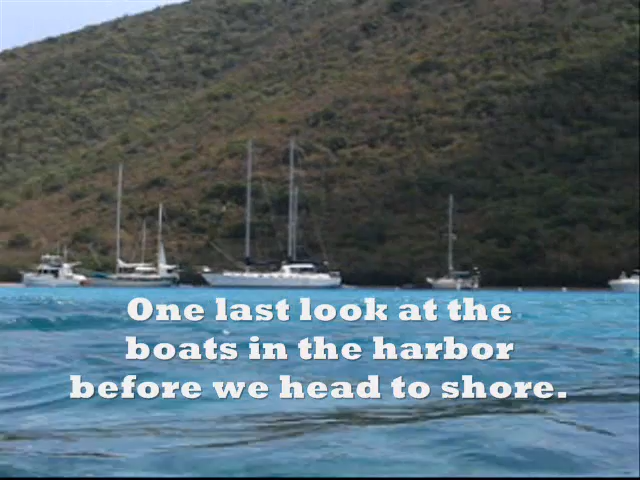 One last look at the
boats in the harbor
before we head to shore.